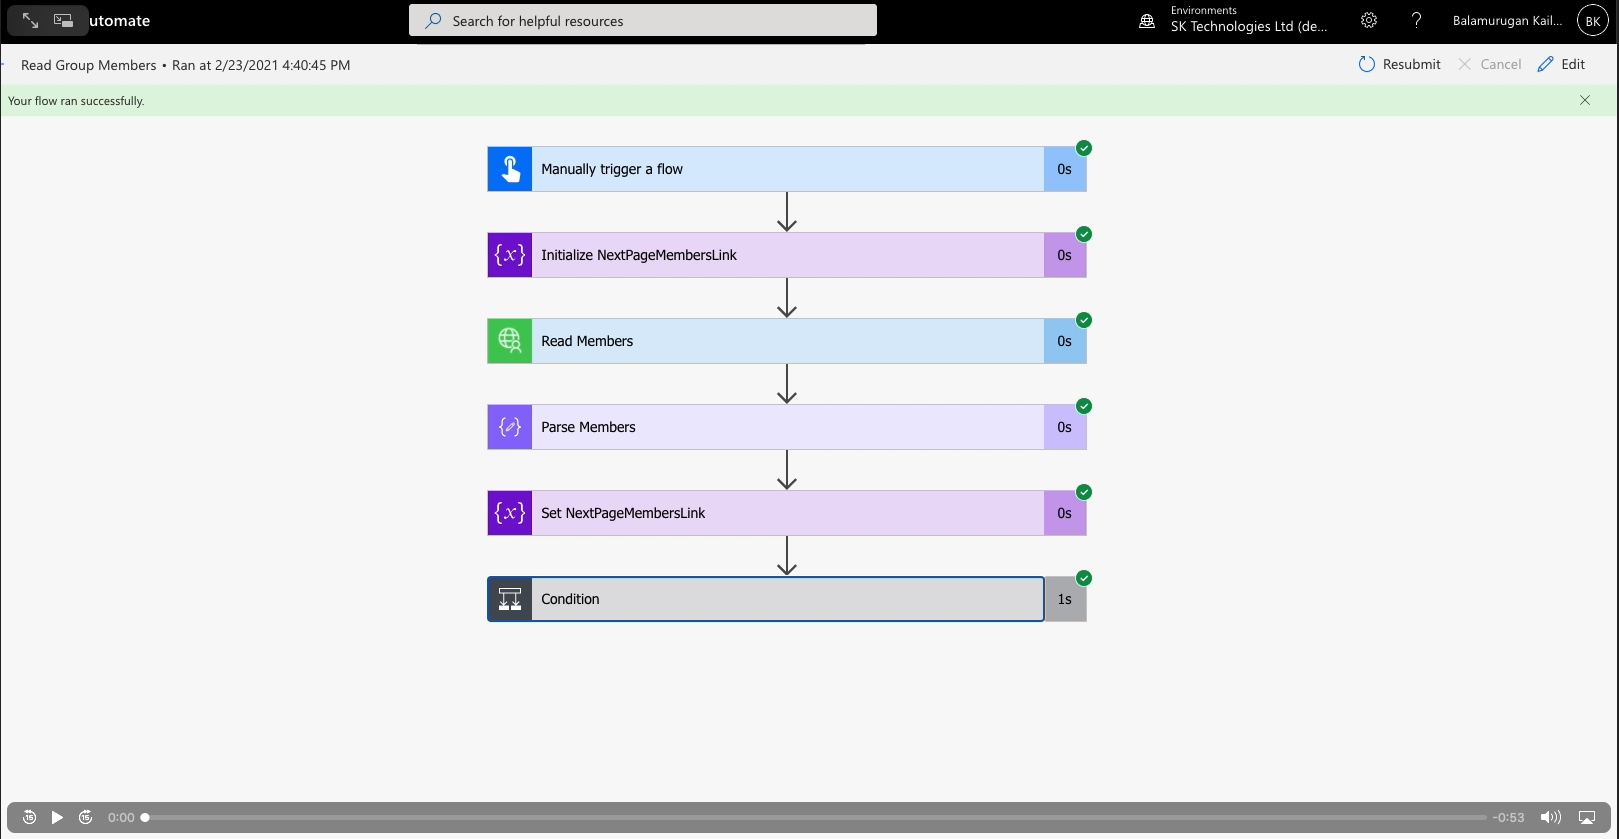 utomate
Search for helpful resources
Environments
SK Technologies Ltd (de...
?
Balamurugan Kail...
BK
Read Group Members • Ran at 2/23/2021 4:40:45 PM
Resubmit
Cancel
Edit
Your flow ran successfully.
Manually trigger a flow
0s
{x}
Initialize NextPageMembersLink
0s
Read Members
0s
Parse Members
0s
{x}
Set NextPageMembersLink
0s
Condition
1s
15
15
0:00
-0:53